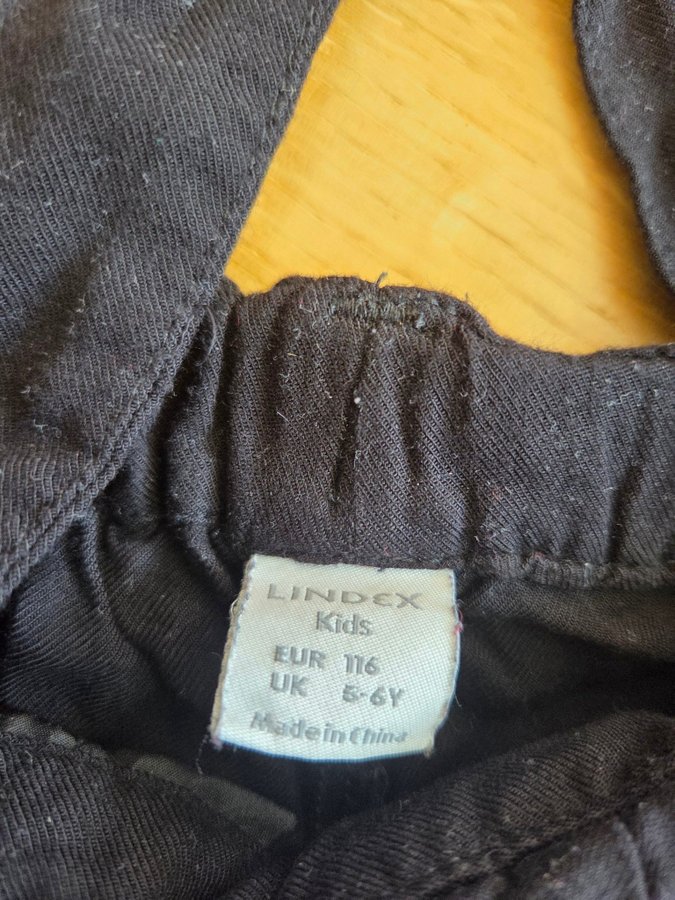 LINDEX
Kids
EUR 116
UK 5-6Y
Made in China